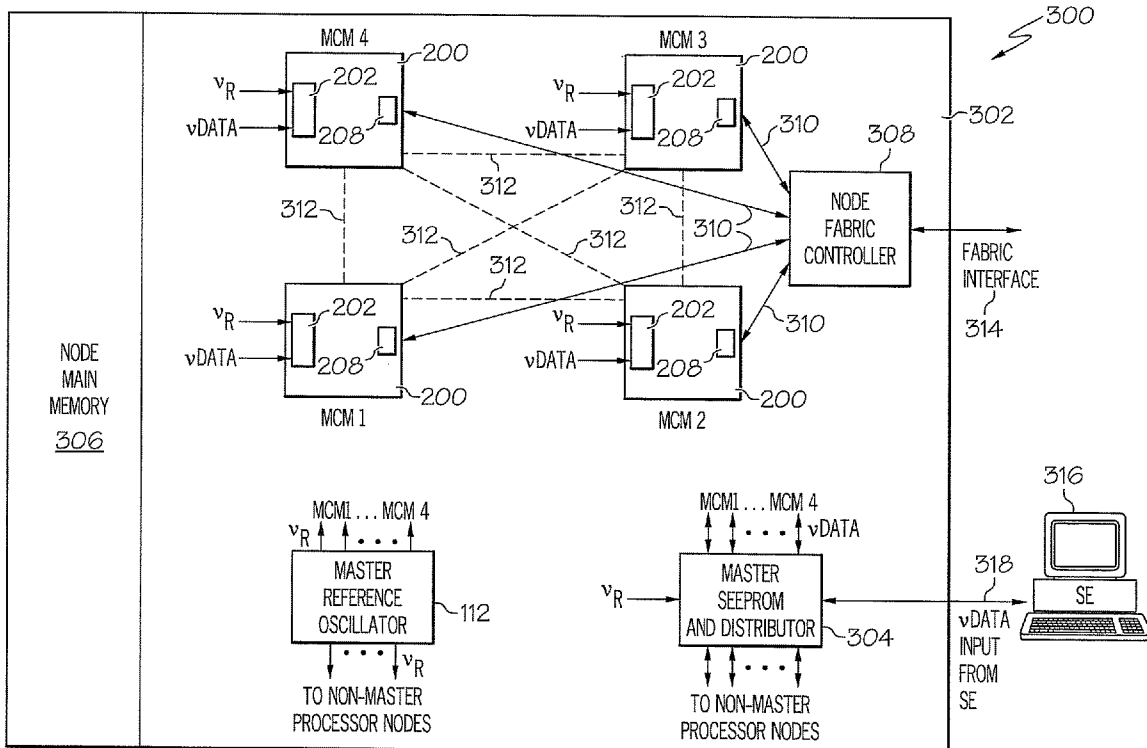 300
MCM 4
200
202
νR
νDATA
208
MCM 3
200
202
νR
νDATA
208
310
302
308
NODE
FABRIC
CONTROLLER
312
312
312
310
312
312
312
310
FABRIC
INTERFACE
314
νR
202
νDATA
208
200
MCM 1
νR
202
νDATA
208
200
MCM 2
NODE
MAIN
MEMORY
306
MCM1 ... MCM 4
νR
MASTER
REFERENCE
OSCILLATOR
112
νR
TO NON-MASTER
PROCESSOR NODES
MCM1 ... MCM 4
νDATA
νR
MASTER
SEEPROM
AND DISTRIBUTOR
304
TO NON-MASTER
PROCESSOR NODES
316
SE
318
νDATA
INPUT
FROM
SE